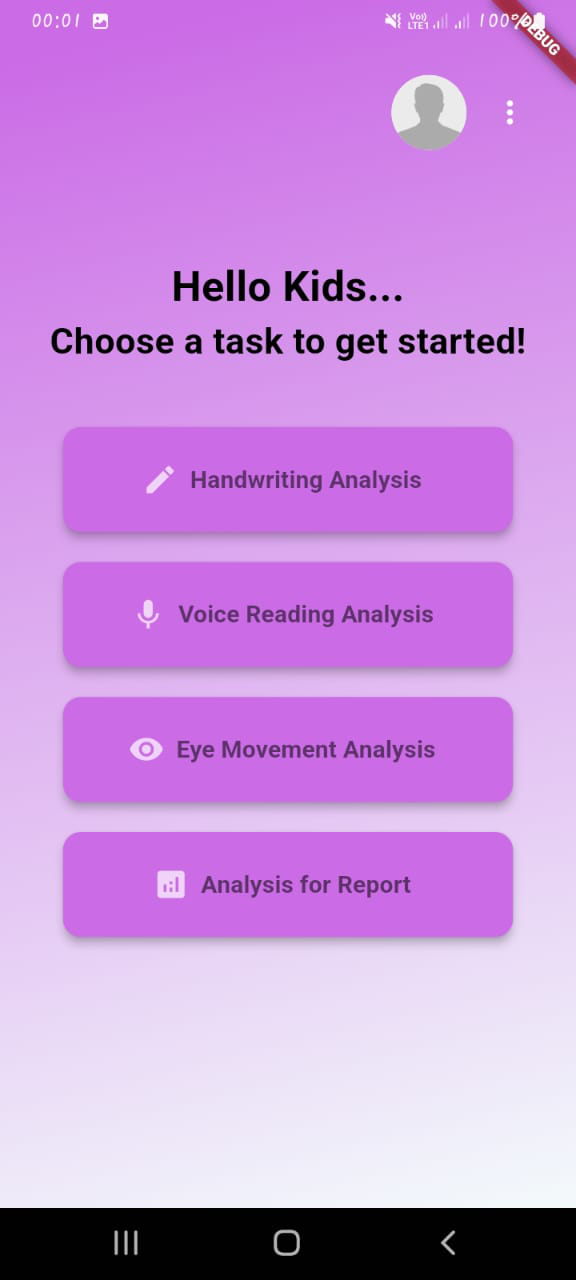 00:01 Vo) LTE1 100%
DEBUG
Hello Kids...
Choose a task to get started!
Handwriting Analysis
Voice Reading Analysis
Eye Movement Analysis
Analysis for Report